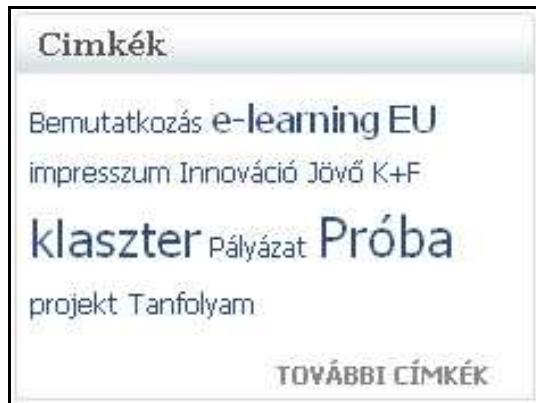 Cimkék
Bemutatkozás e-learning EU
impresszum Innováció Jövő K+F
klaszter Pályázat Próba
projekt Tanfolyam
TOVÁBBI CÍMKÉK